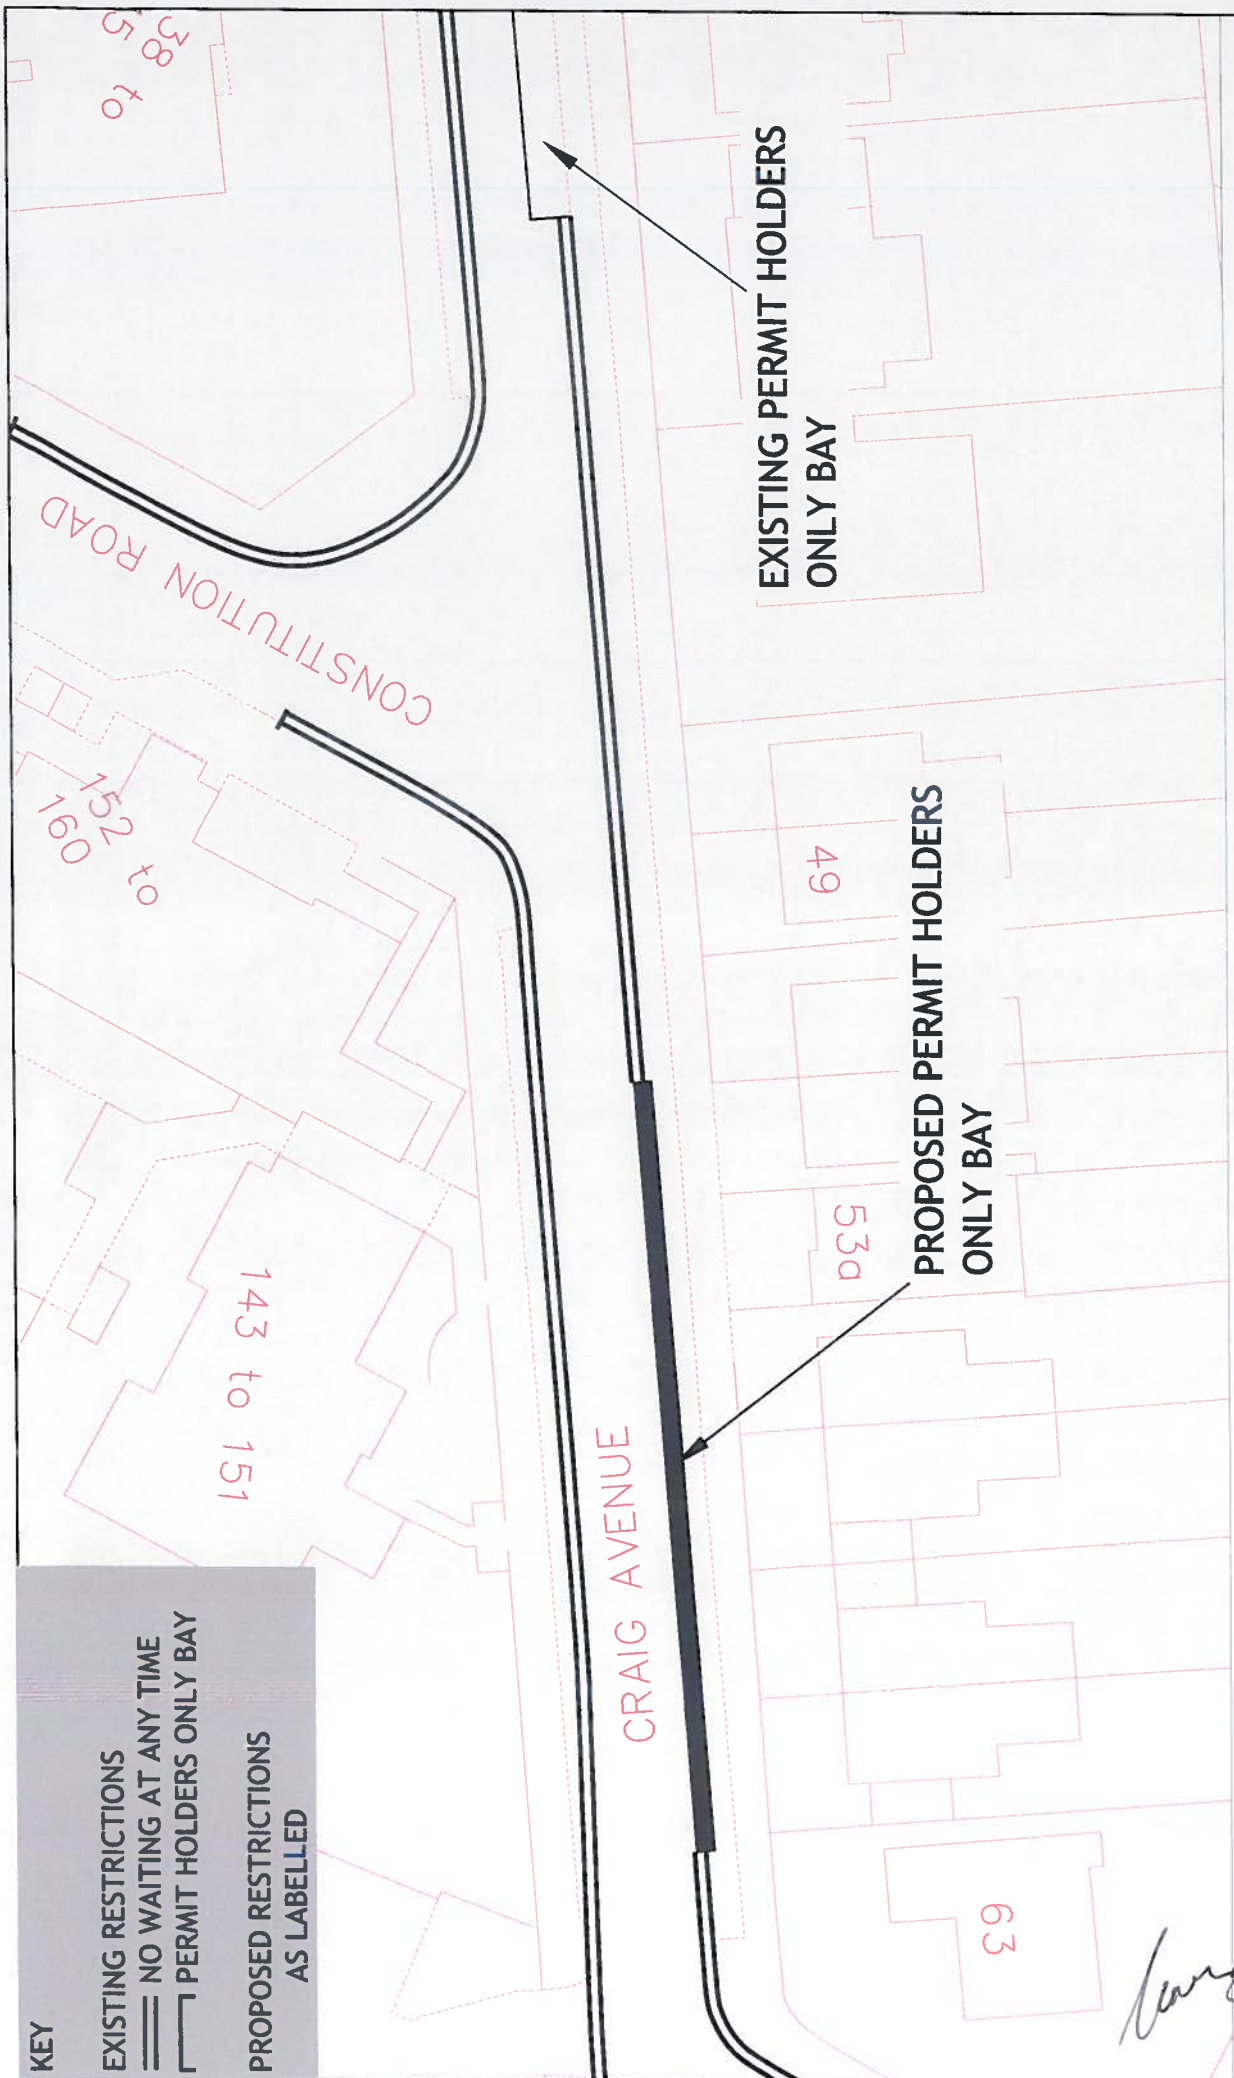 KEY
EXISTING RESTRICTIONS
NO WAITING AT ANY TIME
PERMIT HOLDERS ONLY BAY
PROPOSED RESTRICTIONS
AS LABELLED
38 to
152 to
160
143 to 151
CONSTITUTION ROAD
CRAIG AVENUE
EXISTING PERMIT HOLDERS
ONLY BAY
PROPOSED PERMIT HOLDERS
ONLY BAY
49
53a
63